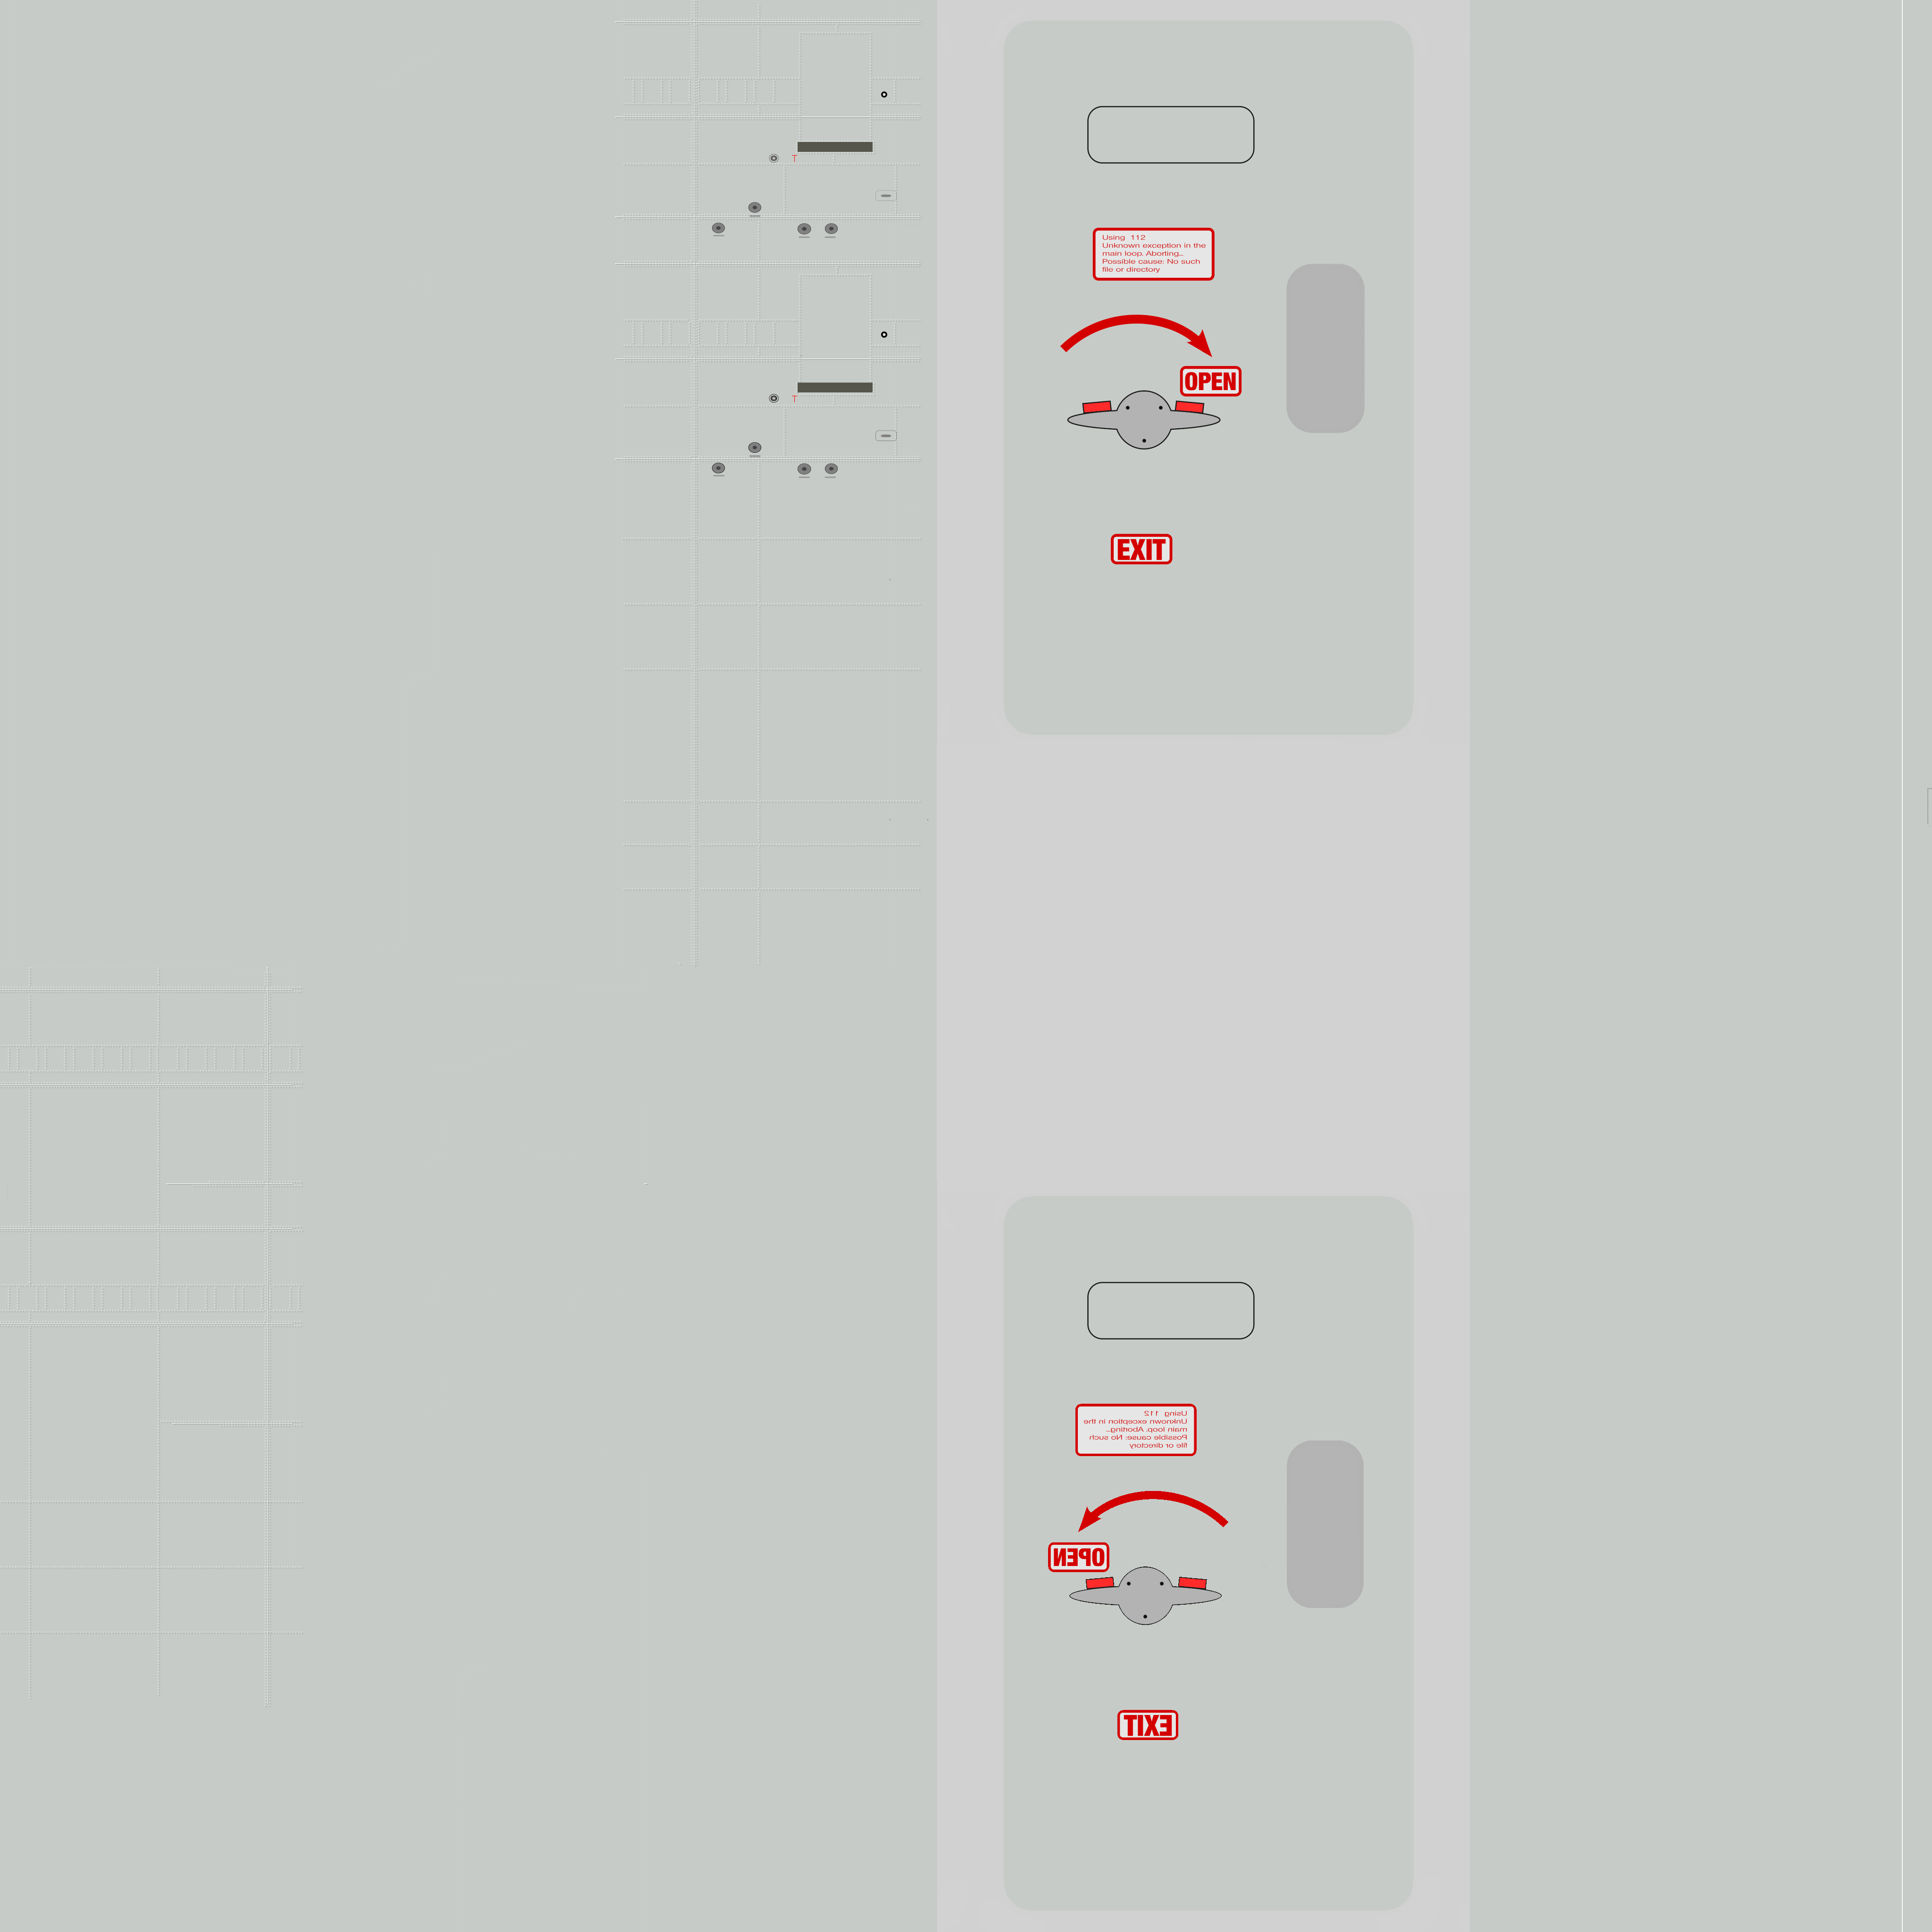 Using 112
Unknown exception in the
main loop. Aborting...
Possible cause: No such
file or directory
OPEN
EXIT
T
T
Using 112
Unknown exception in the
main loop. Aborting...
Possible cause: No such
file or directory
OPEN
EXIT